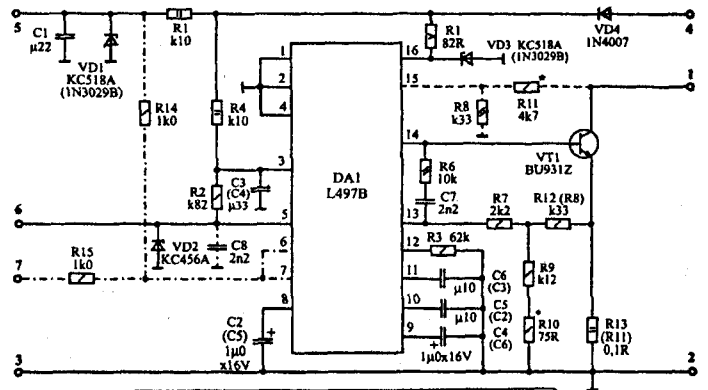 5
C1
µ22
VD1
KC518A
(1N3029B)
R1
k10
R14
1k0
R4
k10
R2
k82
C3
(C4)
µ33
1
2
4
3
5
6
7
8
DA1
L497B
16
15
14
13
12
11
10
9
R1
82R
VD3 KC518A
(1N3029B)
VD4
1N4007
4
1
R8
k33
*
R11
4k7
VT1
BU931Z
R6
10k
C7
2n2
R7
2k2
R12 (R8)
k33
R3 62k
C6
(C3)
µ10
C5
(C2)
µ10
C4
(C6)
1µ0x16V
R9
k12
*
R10
75R
R13
(R11)
0,1R
6
VD2
KC456A
C8
2n2
7
R15
1k0
C2
(C5)
1µ0
x16V
3
2